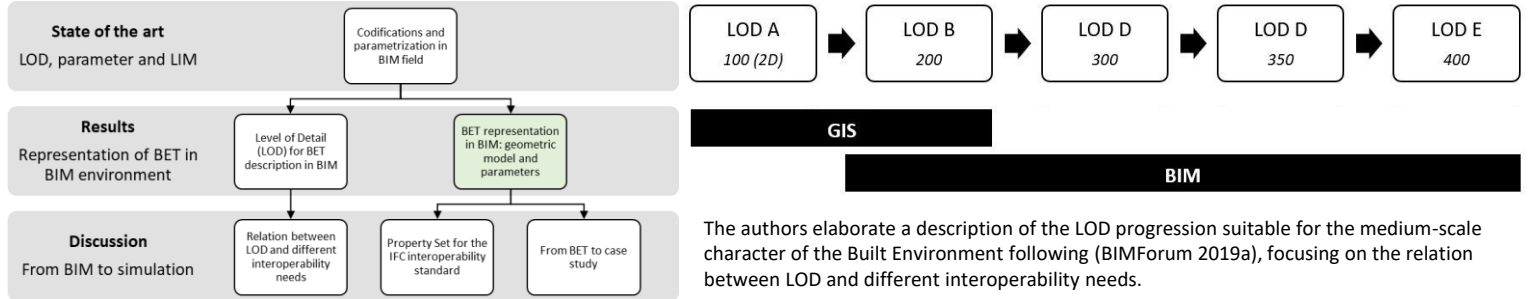 State of the art
LOD, parameter and LIM
Codifications and
parametrization in
BIM field
Results
Representation of BET in
BIM environment
Level of Detail
(LOD) for BET
description in BIM
BET representation
in BIM: geometric
model and
parameters
Discussion
From BIM to simulation
Relation between
LOD and different
interoperability
needs
Property Set for the
IFC interoperability
standard
From BET to case
study
LOD A
100 (2D)
LOD B
200
LOD D
300
LOD D
350
LOD E
400
GIS
BIM
The authors elaborate a description of the LOD progression suitable for the medium-scale
character of the Built Environment following (BIMForum 2019a), focusing on the relation
between LOD and different interoperability needs.